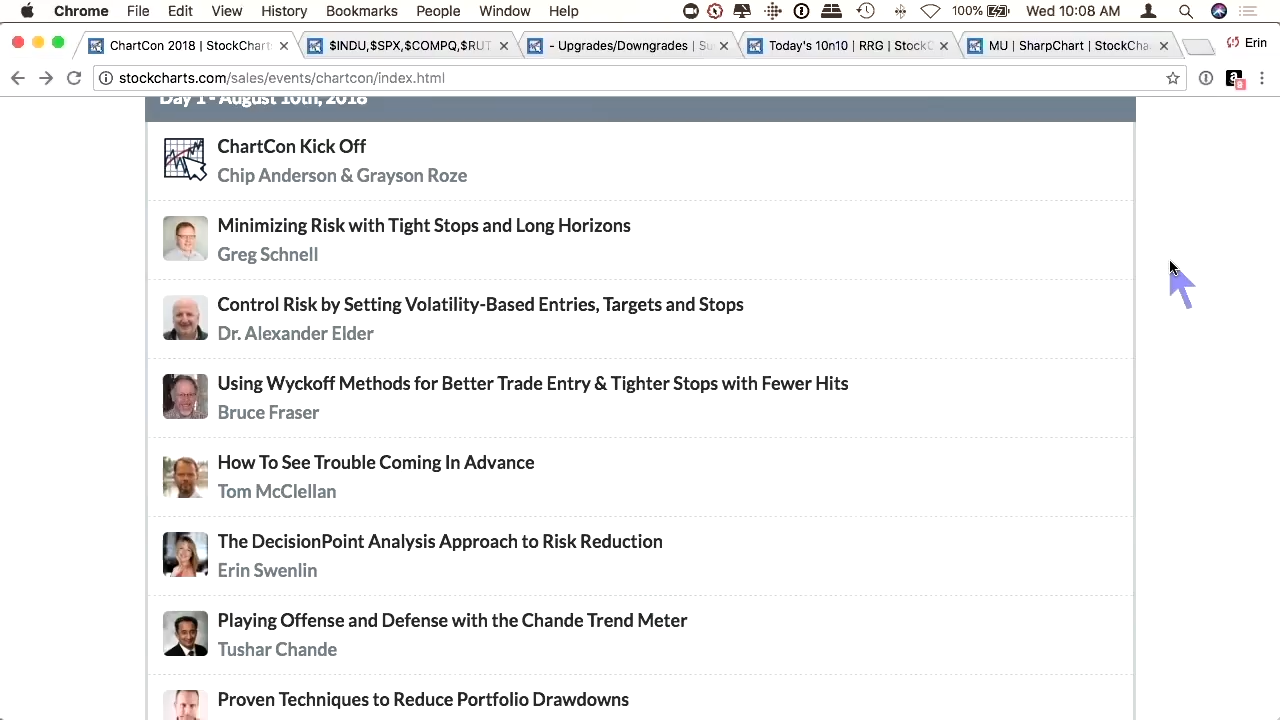 Chrome File Edit View History Bookmarks People Window Help 100% Wed 10:08 AM
ChartCon 2018 | StockChart $INDU,$SPX,$COMPQ,$RUT - Upgrades/Downgrades | Today's 10n10 | RRG | StockC MU | SharpChart | StockCha Erin
stockcharts.com/sales/events/chartcon/index.html
Day 1 - August 10th, 2018
ChartCon Kick Off
Chip Anderson & Grayson Roze
Minimizing Risk with Tight Stops and Long Horizons
Greg Schnell
Control Risk by Setting Volatility-Based Entries, Targets and Stops
Dr. Alexander Elder
Using Wyckoff Methods for Better Trade Entry & Tighter Stops with Fewer Hits
Bruce Fraser
How To See Trouble Coming In Advance
Tom McClellan
The DecisionPoint Analysis Approach to Risk Reduction
Erin Swenlin
Playing Offense and Defense with the Chande Trend Meter
Tushar Chande
Proven Techniques to Reduce Portfolio Drawdowns